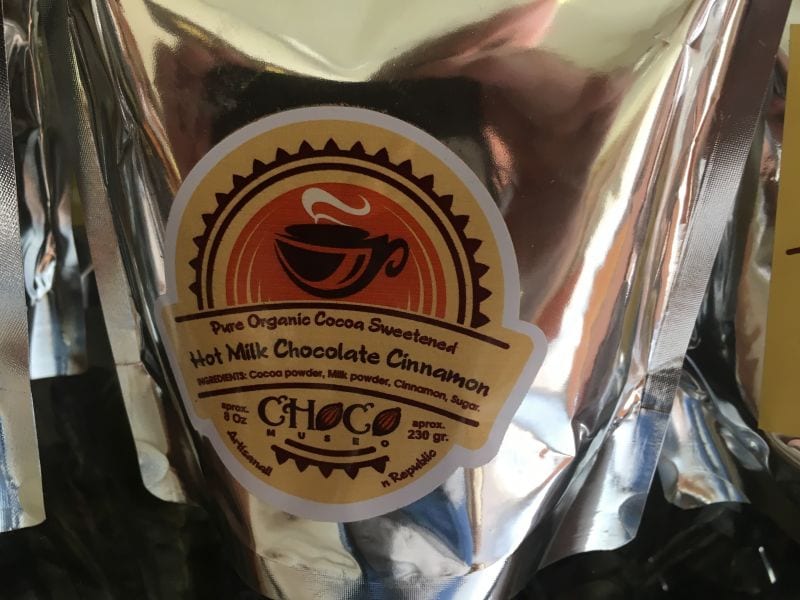 Pure Organic Cocoa Sweetened
Hot Milk Chocolate Cinnamon
INGREDIENTS: Cocoa powder, Milk powder, Cinnamon, Sugar.
aprox.
8 Oz
CHOCO
MUSEO
aprox.
230 gr.
Artisanall
n Republic